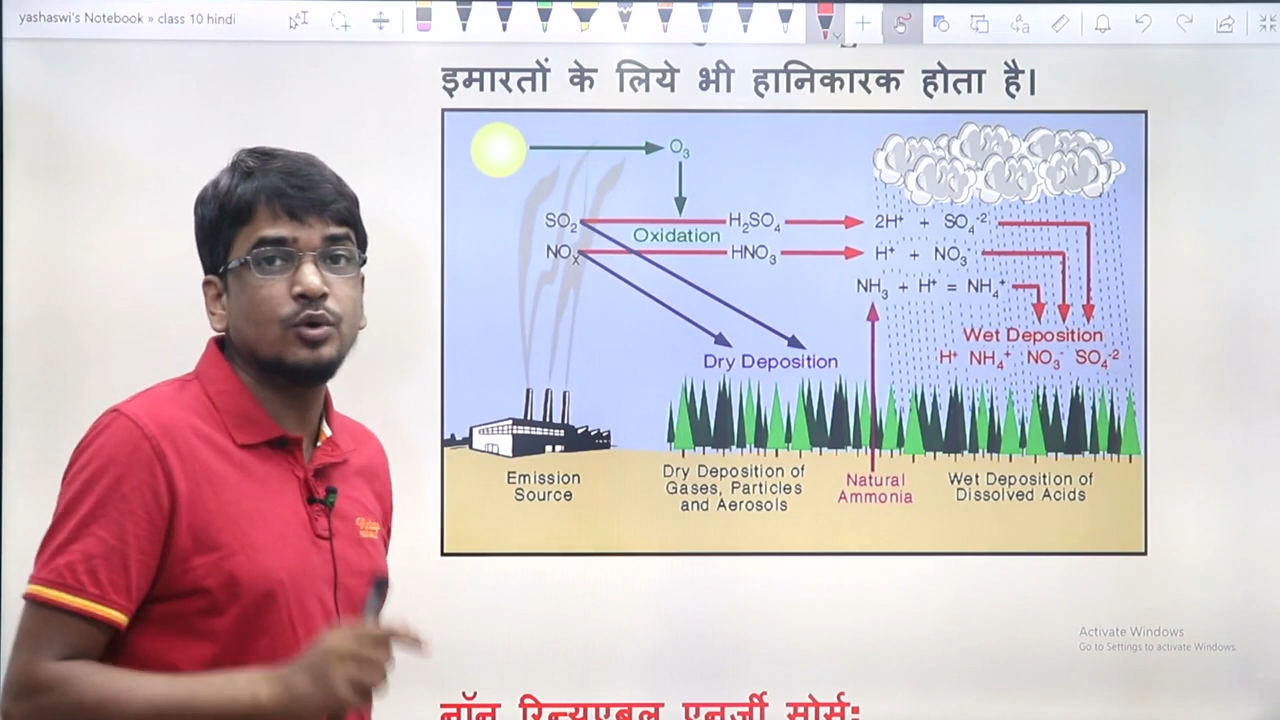 yashaswi's Notebook » class 10 hindi
इमारतों के लिये भी हानिकारक होता है।
O₃
SO₂ H₂SO₄ 2H⁺ + SO₄⁻²
Oxidation
NOₓ HNO₃ H⁺ + NO₃⁻
NH₃ + H⁺ = NH₄⁺
Wet Deposition
H⁺ NH₄⁺ NO₃⁻ SO₄⁻²
Dry Deposition
Emission
Source
Dry Deposition of
Gases, Particles
and Aerosols
Natural
Ammonia
Wet Deposition of
Dissolved Acids
Activate Windows
Go to Settings to activate Windows.
नॉन रिन्युएबल एनर्जी सोर्स: